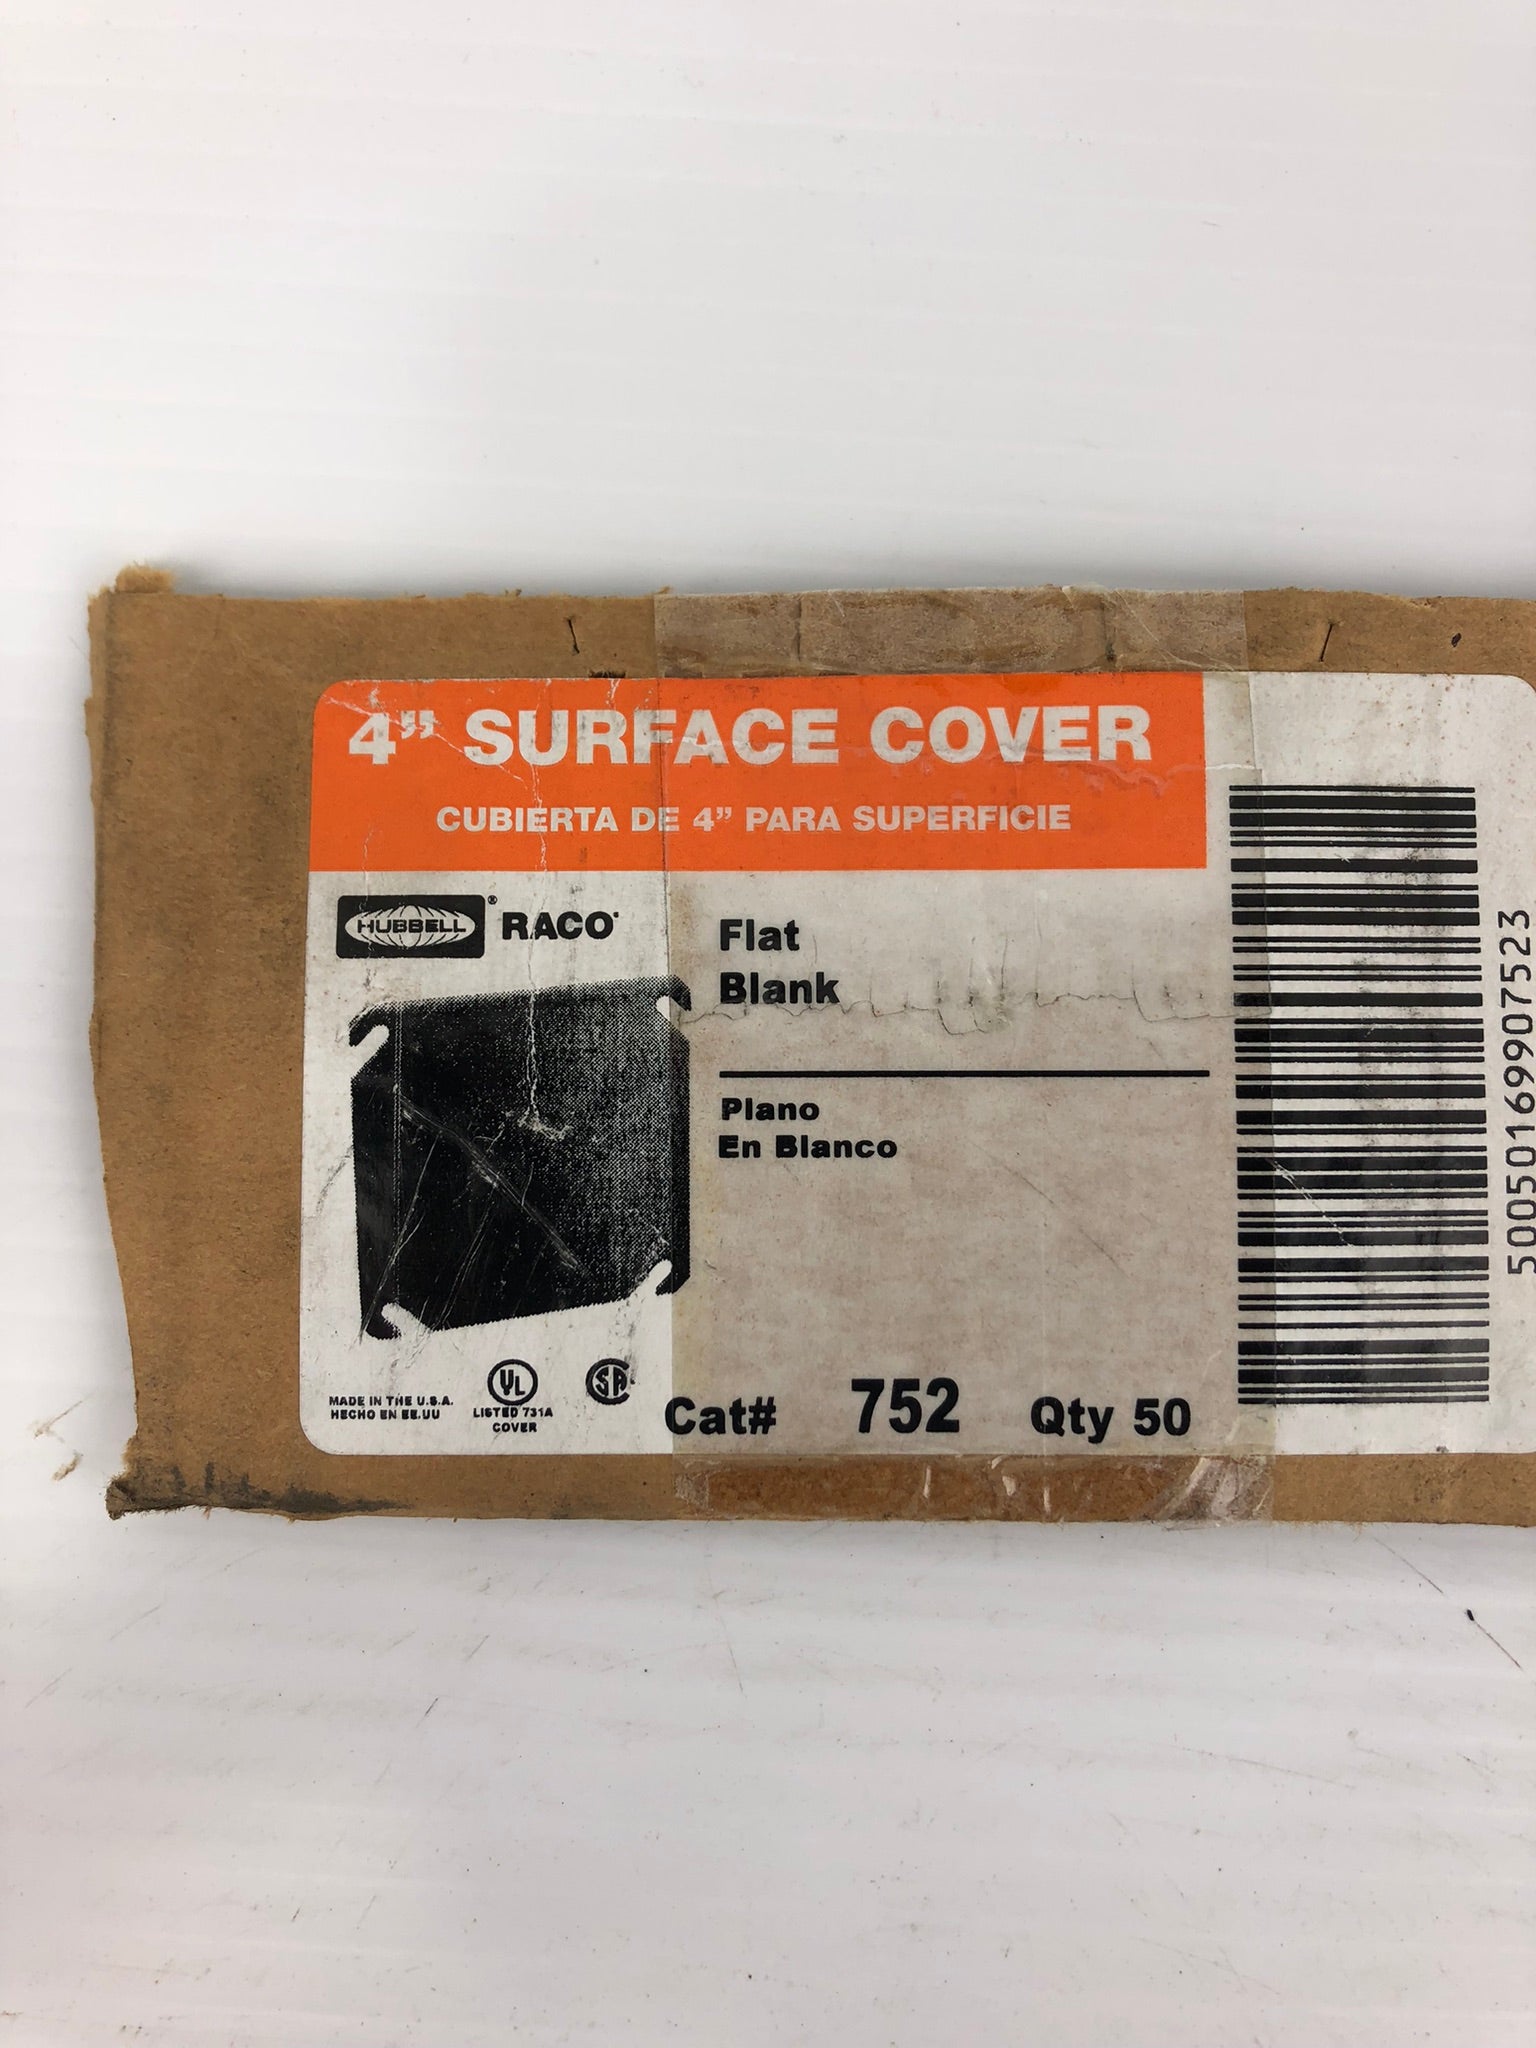 4" SURFACE COVER
CUBIERTA DE 4" PARA SUPERFICIE
HUBBELL® RACO®
Flat
Blank
Plano
En Blanco
MADE IN THE U.S.A.
HECHO EN EE.UU
UL
LISTED 731A
COVER
SA
Cat# 752 Qty 50
50050169907523